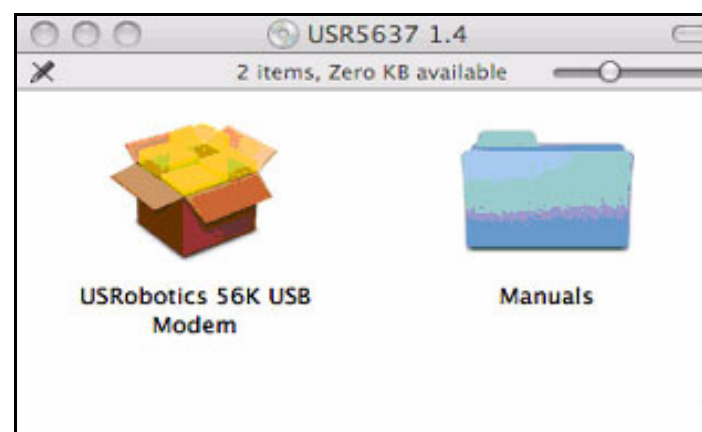 USR5637 1.4
2 items, Zero KB available
USRobotics 56K USB
Modem
Manuals